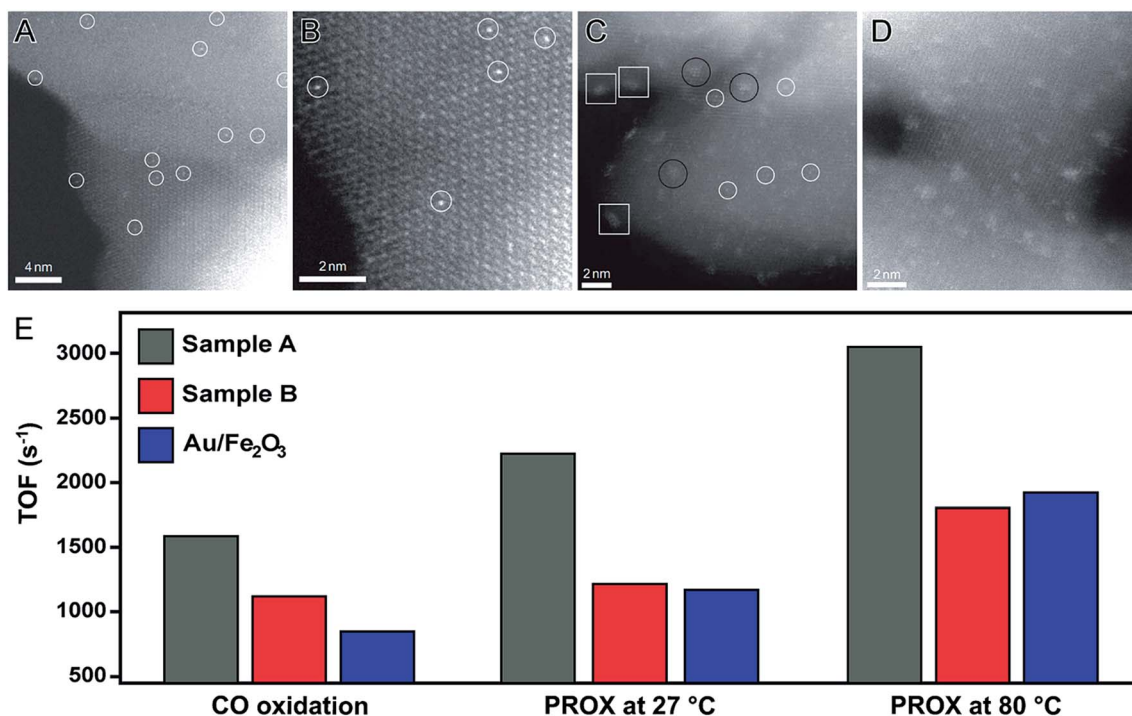 A
B
C
D
4 nm
2 nm
2 nm
2 nm
E
Sample A
Sample B
Au/Fe₂O₃
TOF (s⁻¹)
3000
2500
2000
1500
1000
500
CO oxidation
PROX at 27 °C
PROX at 80 °C